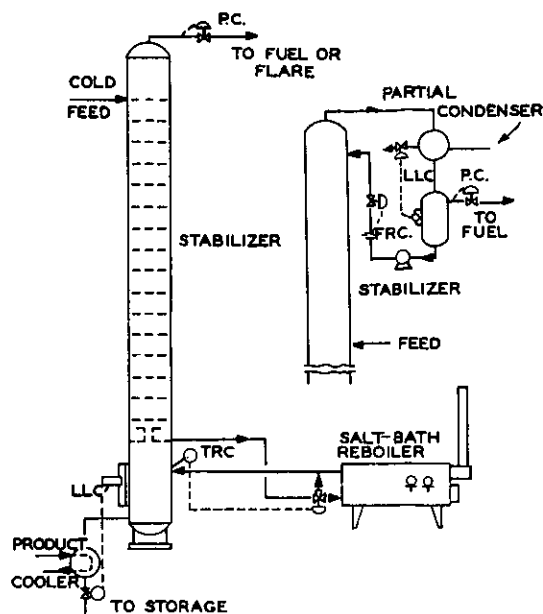 P.C.
TO FUEL OR
FLARE
COLD
FEED
STABILIZER
PARTIAL
CONDENSER
LLC
P.C.
TO
FUEL
FRC.
STABILIZER
FEED
TRC
SALT-BATH
REBOILER
LLC
PRODUCT
COOLER
TO STORAGE